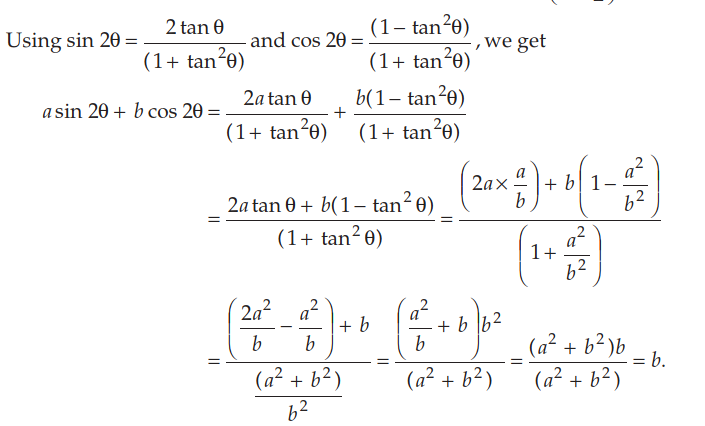 Using sin 2θ = 2 tan θ / (1 + tan²θ) and cos 2θ = (1 – tan²θ) / (1 + tan²θ), we get
a sin 2θ + b cos 2θ = 2a tan θ / (1 + tan²θ) + b(1 – tan²θ) / (1 + tan²θ)
= 2a tan θ + b(1 – tan² θ) / (1 + tan² θ) = (2a × a/b) + b(1 – a²/b²) / (1 + a²/b²)
= (2a²/b – a²/b) + b / (a² + b²)/b² = (a²/b + b)b² / (a² + b²) = (a² + b²)b / (a² + b²) = b.